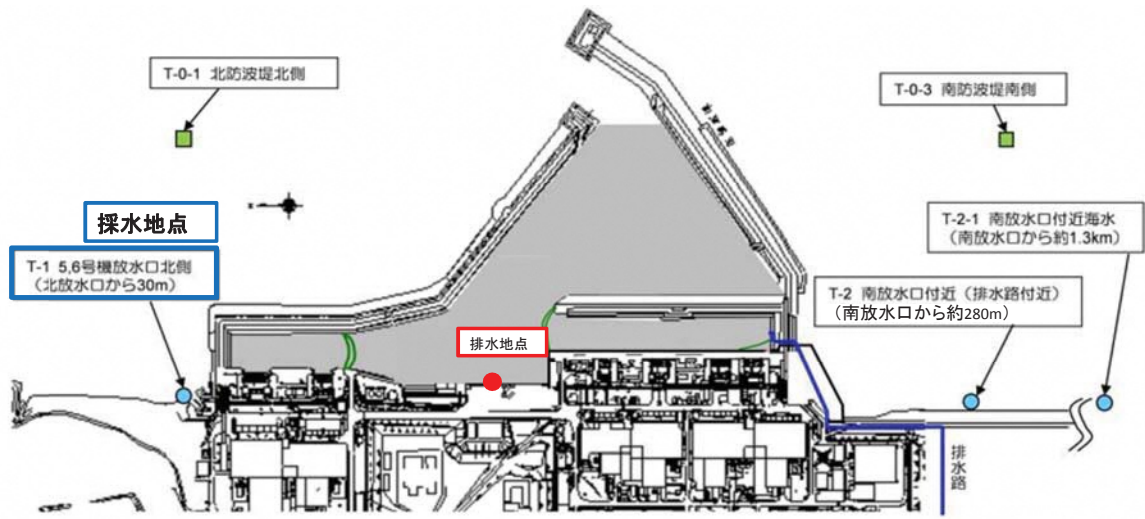 T-0-1 北防波堤北側
T-0-3 南防波堤南側
採水地点
T-1 5,6号機放水口北側
（北放水口から30m）
T-2-1 南放水口付近海水
（南放水口から約1.3km）
T-2 南放水口付近（排水路付近）
（南放水口から約280m）
排水地点
排水路